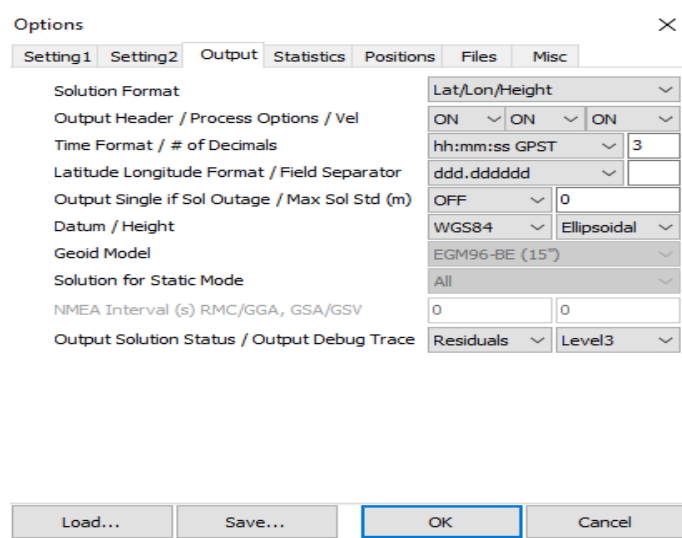 Options
Setting1 Setting2 Output Statistics Positions Files Misc
Solution Format Lat/Lon/Height
Output Header / Process Options / Vel ON ON ON
Time Format / # of Decimals hh:mm:ss GPST 3
Latitude Longitude Format / Field Separator ddd.dddddd
Output Single if Sol Outage / Max Sol Std (m) OFF 0
Datum / Height WGS84 Ellipsoidal
Geoid Model EGM96-BE (15")
Solution for Static Mode All
NMEA Interval (s) RMC/GGA, GSA/GSV 0 0
Output Solution Status / Output Debug Trace Residuals Level3
Load... Save... OK Cancel